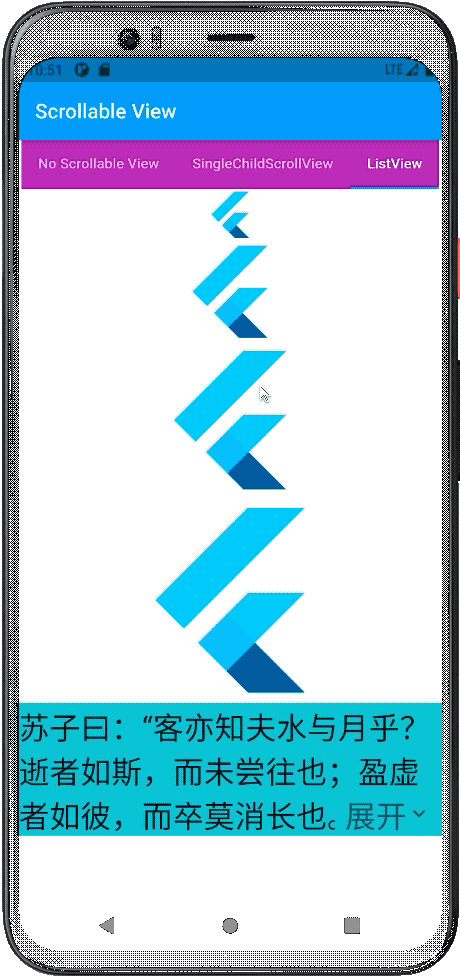 10:51
LTE
Scrollable View
No Scrollable View
SingleChildScrollView
ListView
苏子曰：“客亦知夫水与月乎？
逝者如斯，而未尝往也；盈虚
者如彼，而卒莫消长也。 展开